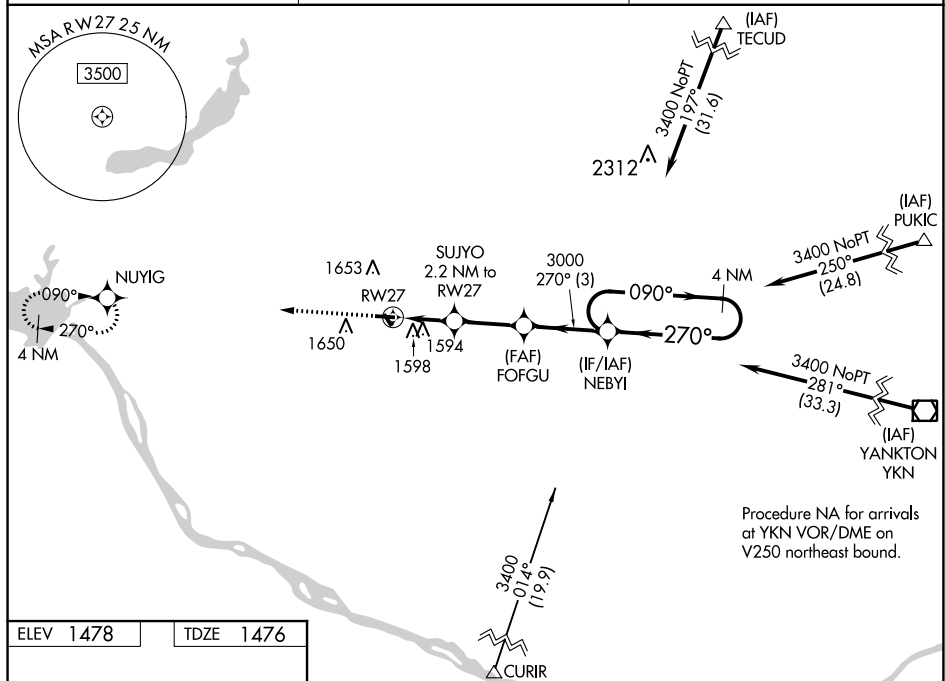 MSA RW27 25 NM
3500
(IAF)
TECUD
3400 NoPT
197°
(31.6)
2312
(IAF)
PUKIC
3400 NoPT
250°
(24.8)
NUYIG
090°
270°
4 NM
1653
RW27
1650
SUJYO
2.2 NM to
RW27
1598
1594
3000
270° (3)
(FAF)
FOFGU
(IF/IAF)
NEBYI
4 NM
090°
270°
3400 NoPT
281°
(33.3)
(IAF)
YANKTON
YKN
Procedure NA for arrivals
at YKN VOR/DME on
V250 northeast bound.
3400
014°
(19.9)
CURIR
ELEV 1478
TDZE 1476